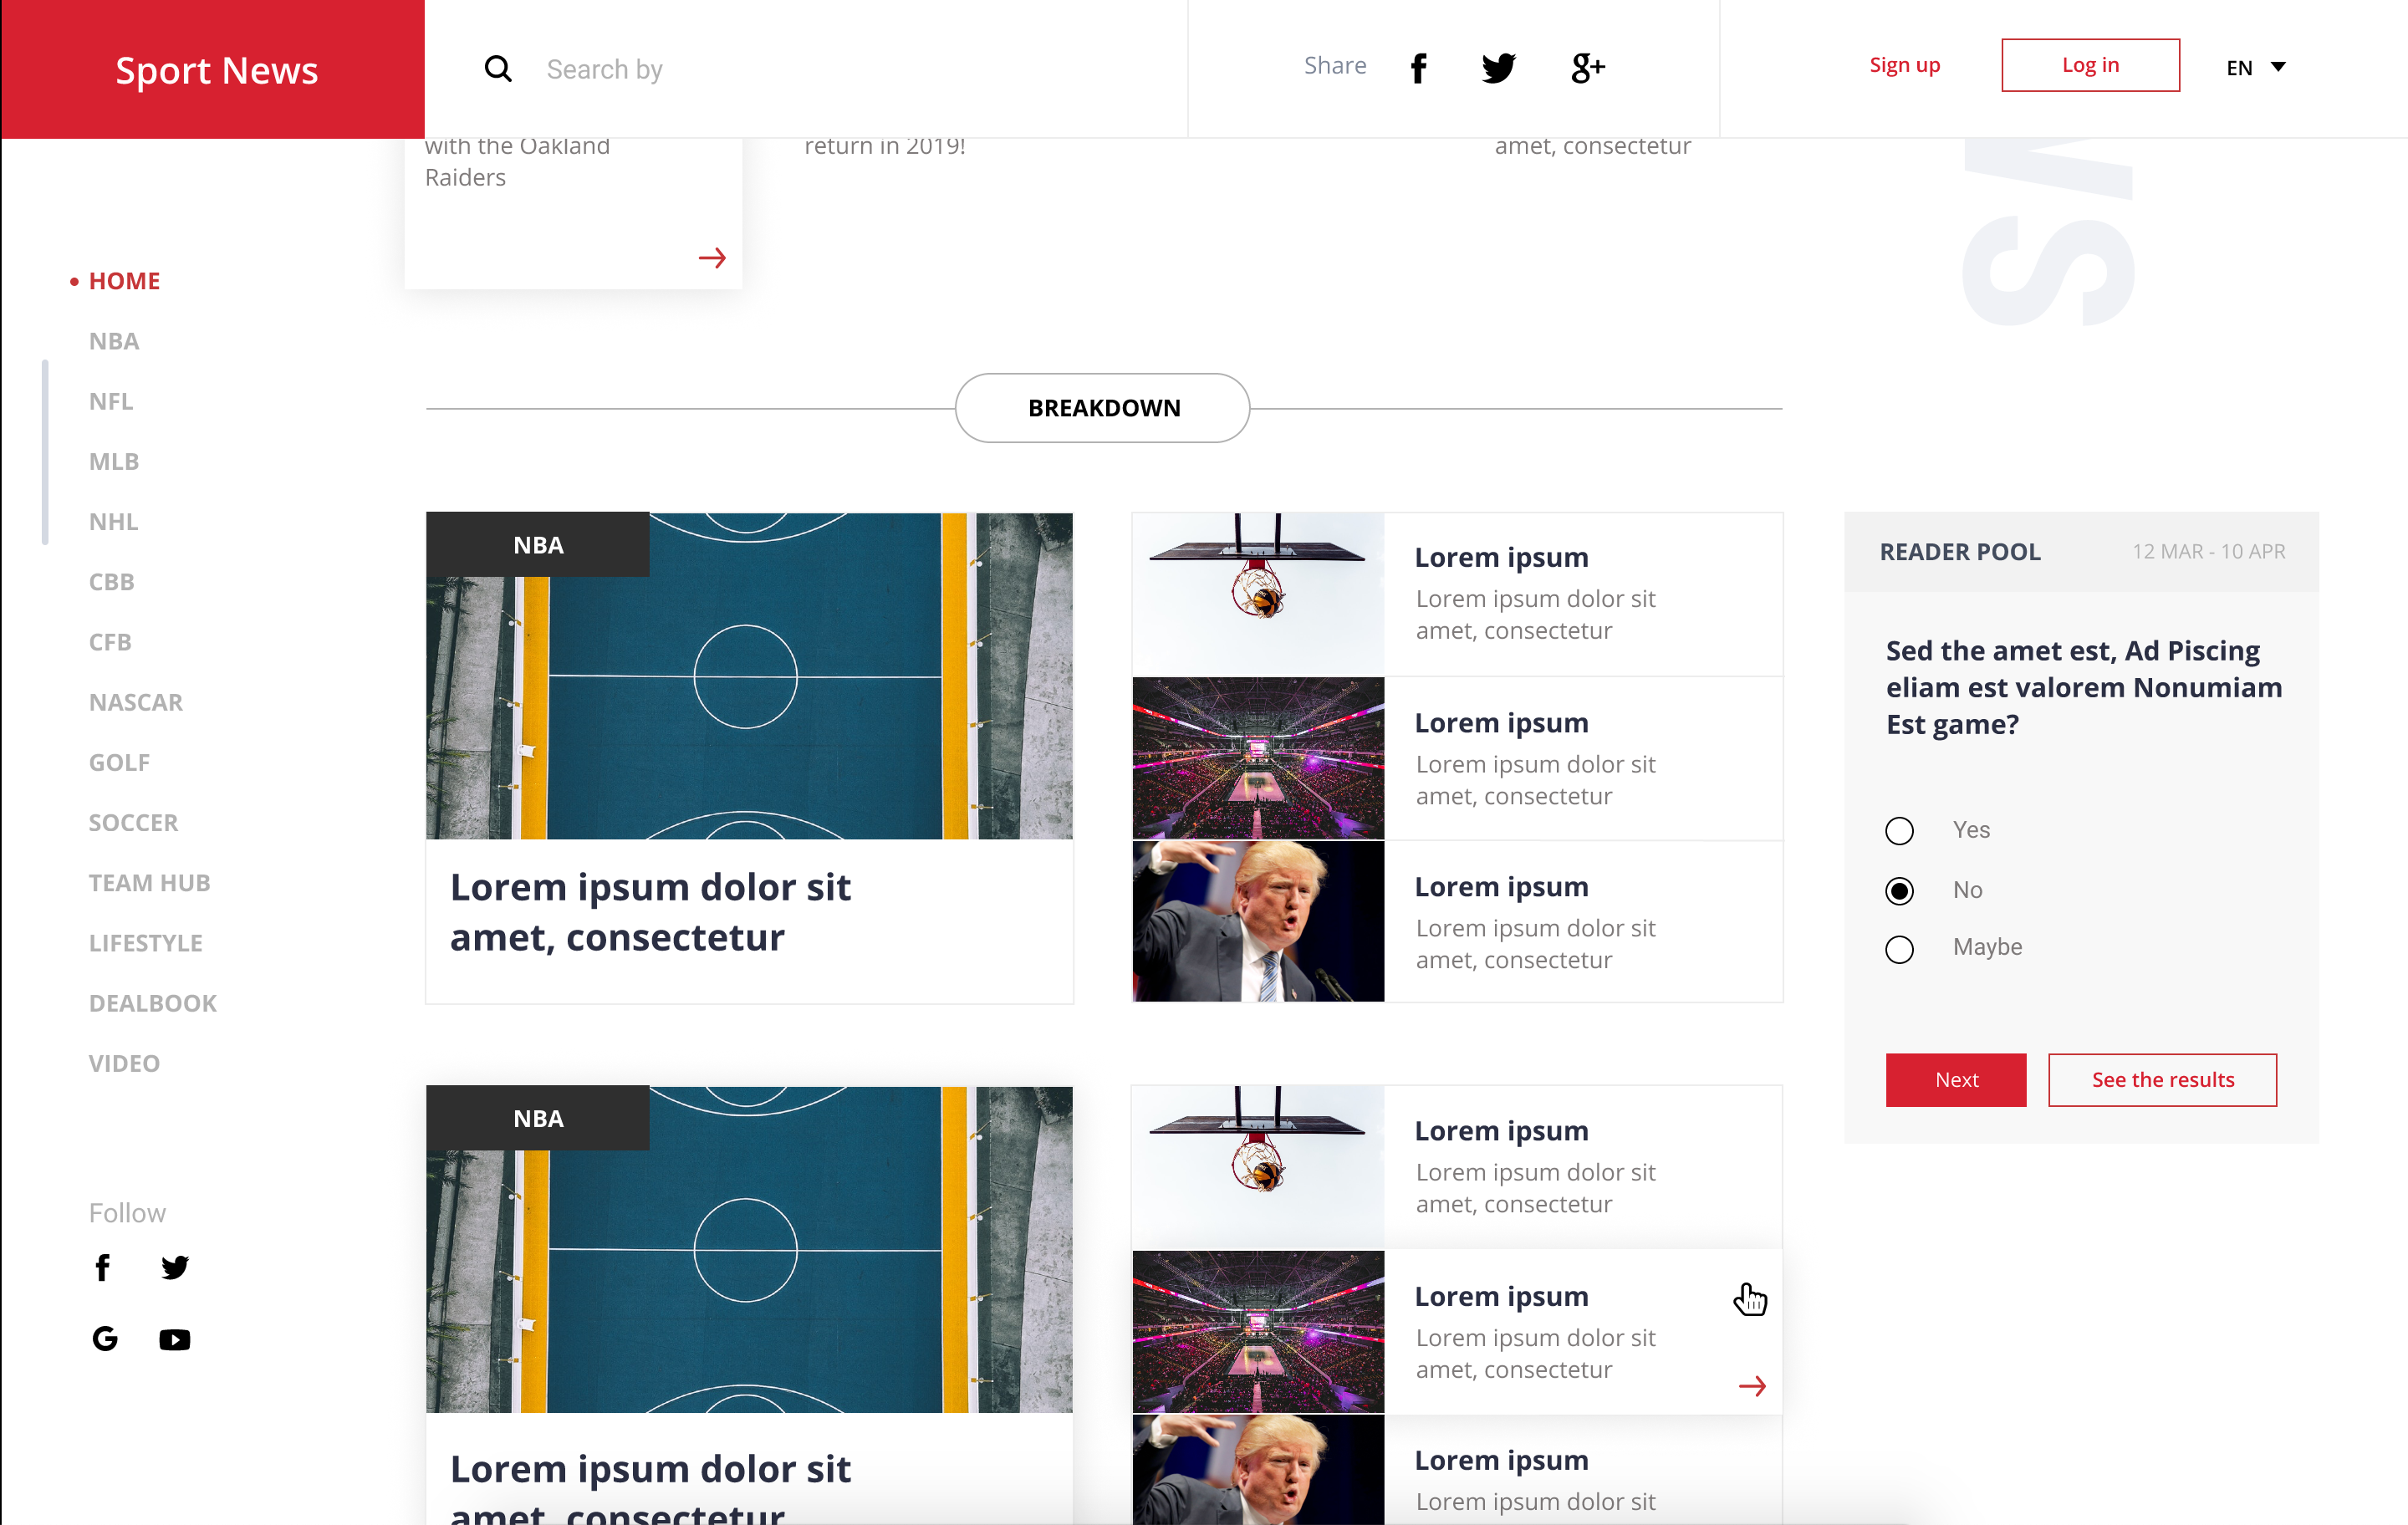 Sport News
Search by
Share
Sign up
Log in
EN
with the Oakland
Raiders
return in 2019!
amet, consectetur
S
HOME
NBA
NFL
MLB
NHL
CBB
CFB
NASCAR
GOLF
SOCCER
TEAM HUB
LIFESTYLE
DEALBOOK
VIDEO
Follow
BREAKDOWN
NBA
Lorem ipsum dolor sit
amet, consectetur
Lorem ipsum
Lorem ipsum dolor sit
amet, consectetur
Lorem ipsum
Lorem ipsum dolor sit
amet, consectetur
Lorem ipsum
Lorem ipsum dolor sit
amet, consectetur
READER POOL
12 MAR - 10 APR
Sed the amet est, Ad Piscing
eliam est valorem Nonumiam
Est game?
Yes
No
Maybe
Next
See the results
NBA
Lorem ipsum dolor sit
amet, consectetur
Lorem ipsum
Lorem ipsum dolor sit
amet, consectetur
Lorem ipsum
Lorem ipsum dolor sit
amet, consectetur
Lorem ipsum
Lorem ipsum dolor sit